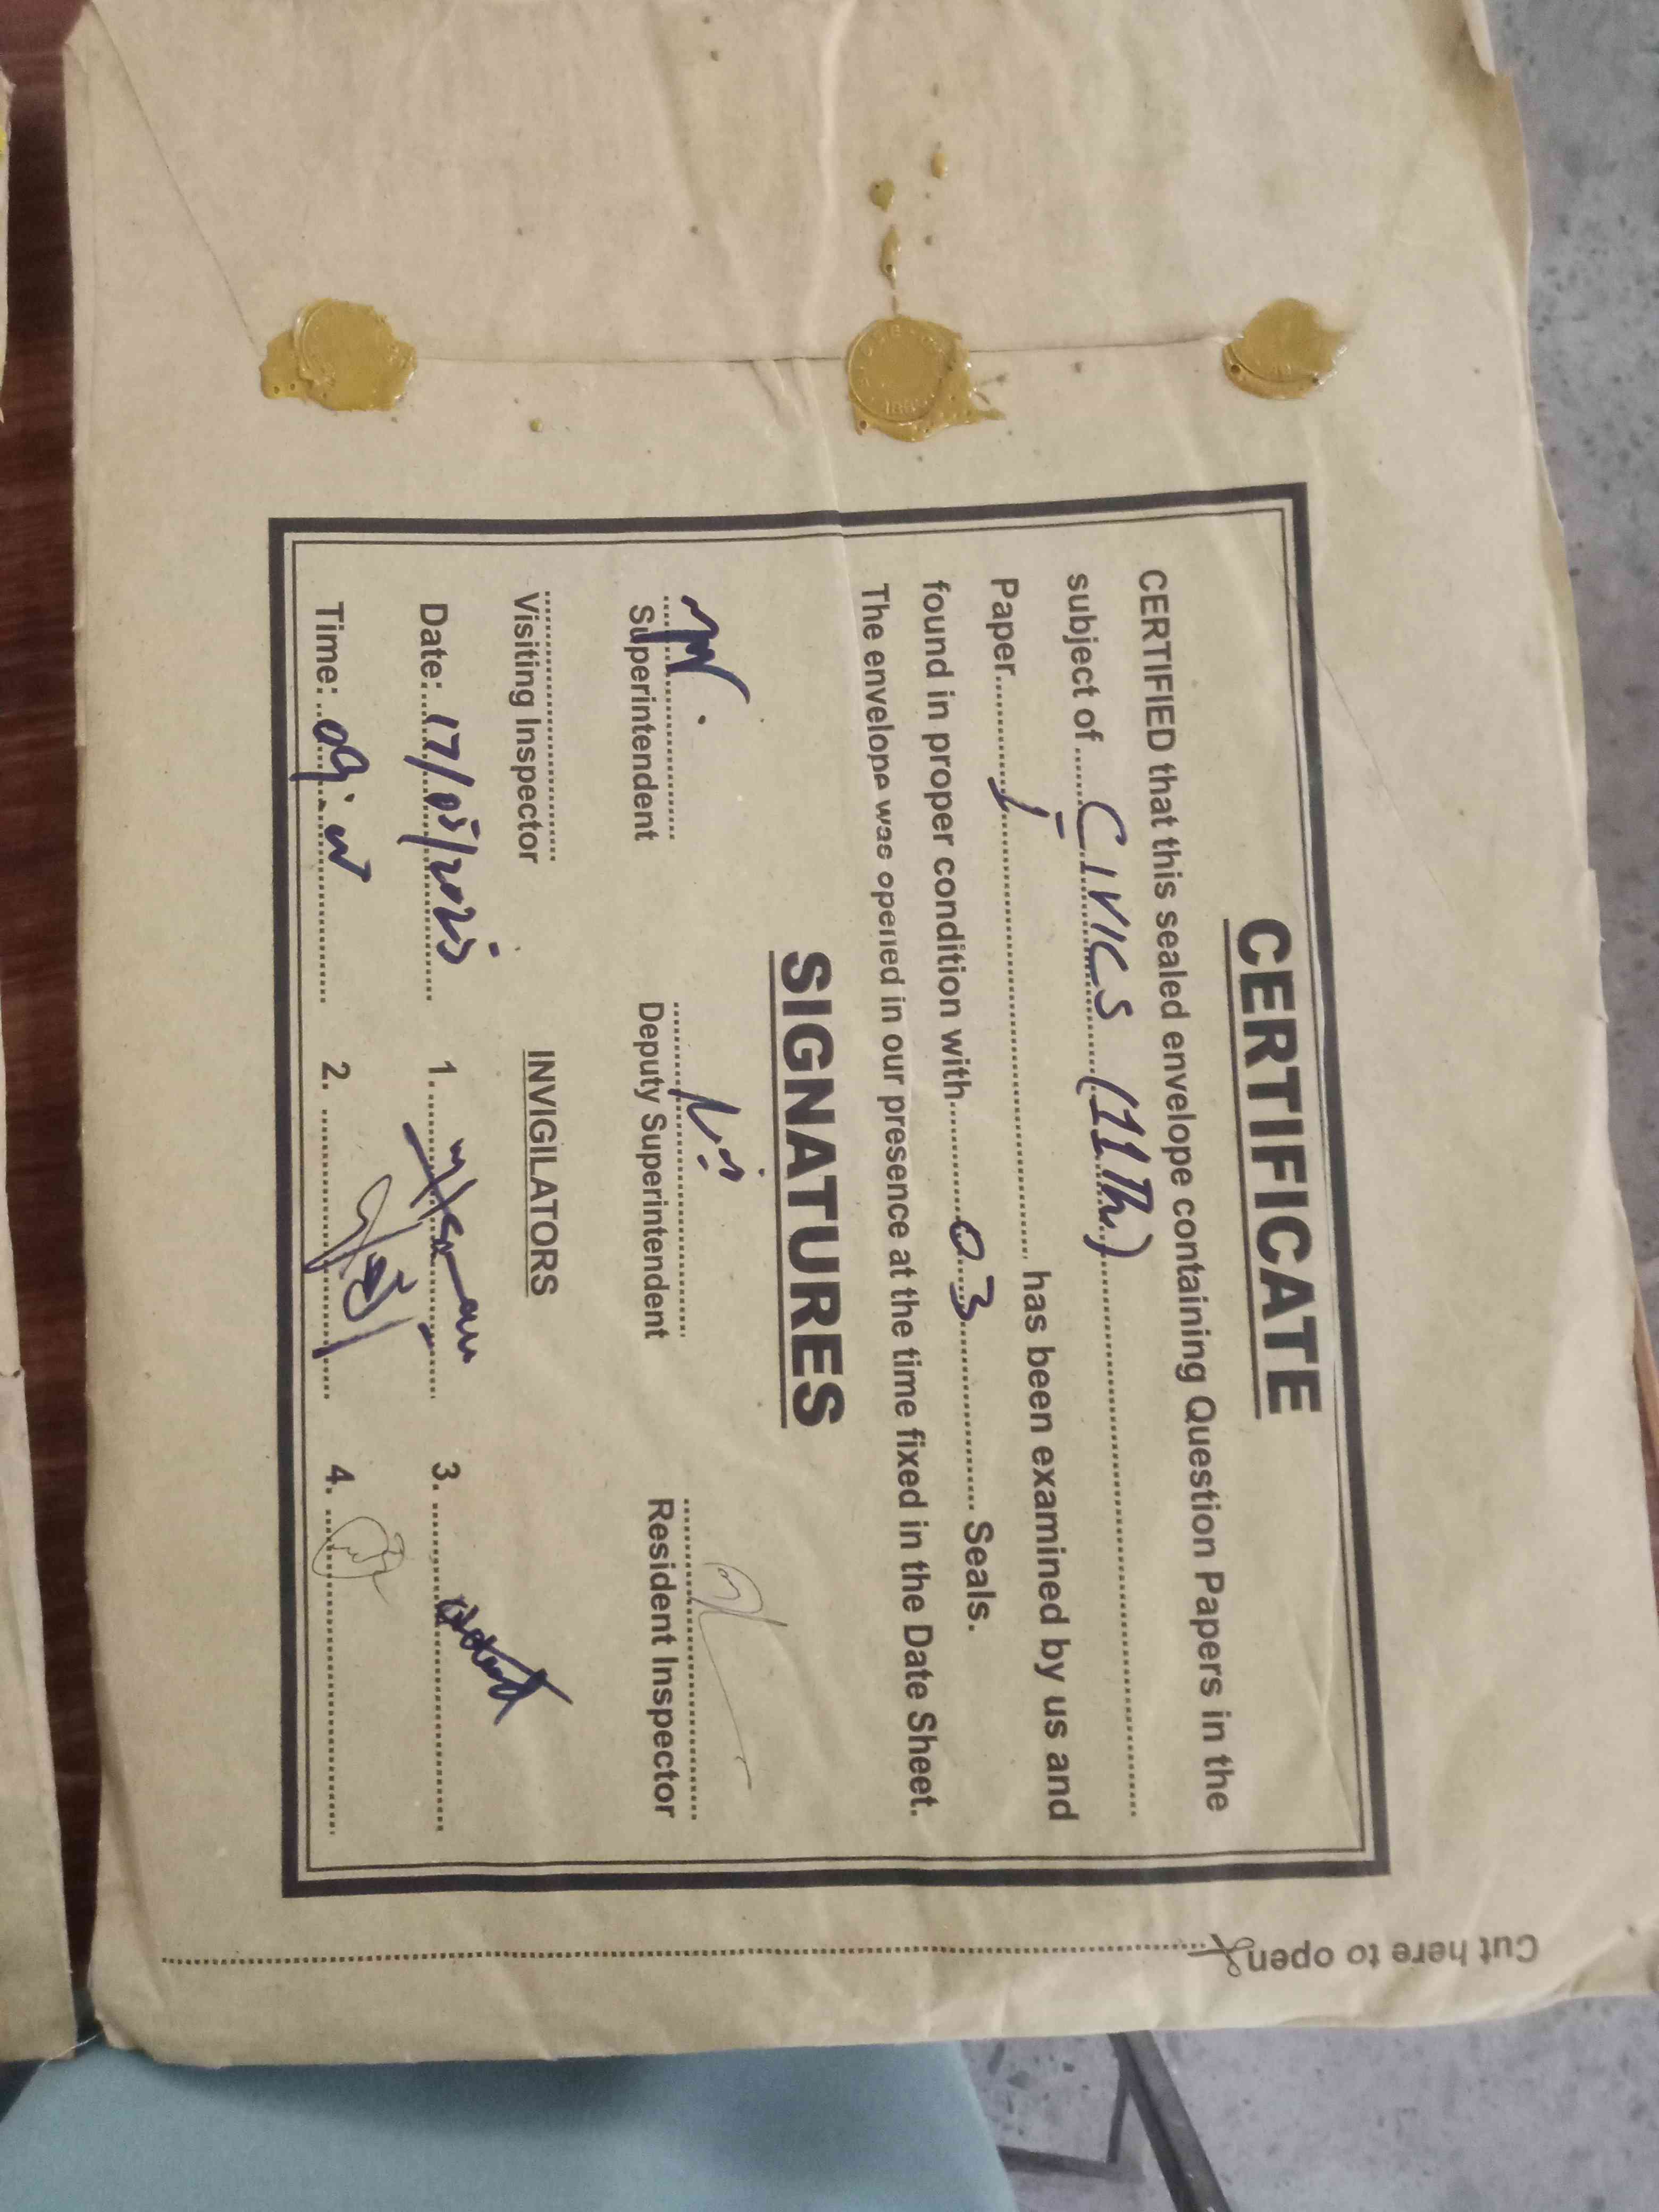 CERTIFICATE
CERTIFIED that this sealed envelope containing Question Papers in the
subject of ...... CIVICS (11th) ......
Paper ...... I ...... has been examined by us and
found in proper condition with ...... 03 ...... Seals.
The envelope was opened in our presence at the time fixed in the Date Sheet.
SIGNATURES
Superintendent Deputy Superintendent Resident Inspector
Visiting Inspector INVIGILATORS
Date: 17/05/2025 1. 3.
Time: 09: 2. 4.
Cut here to open